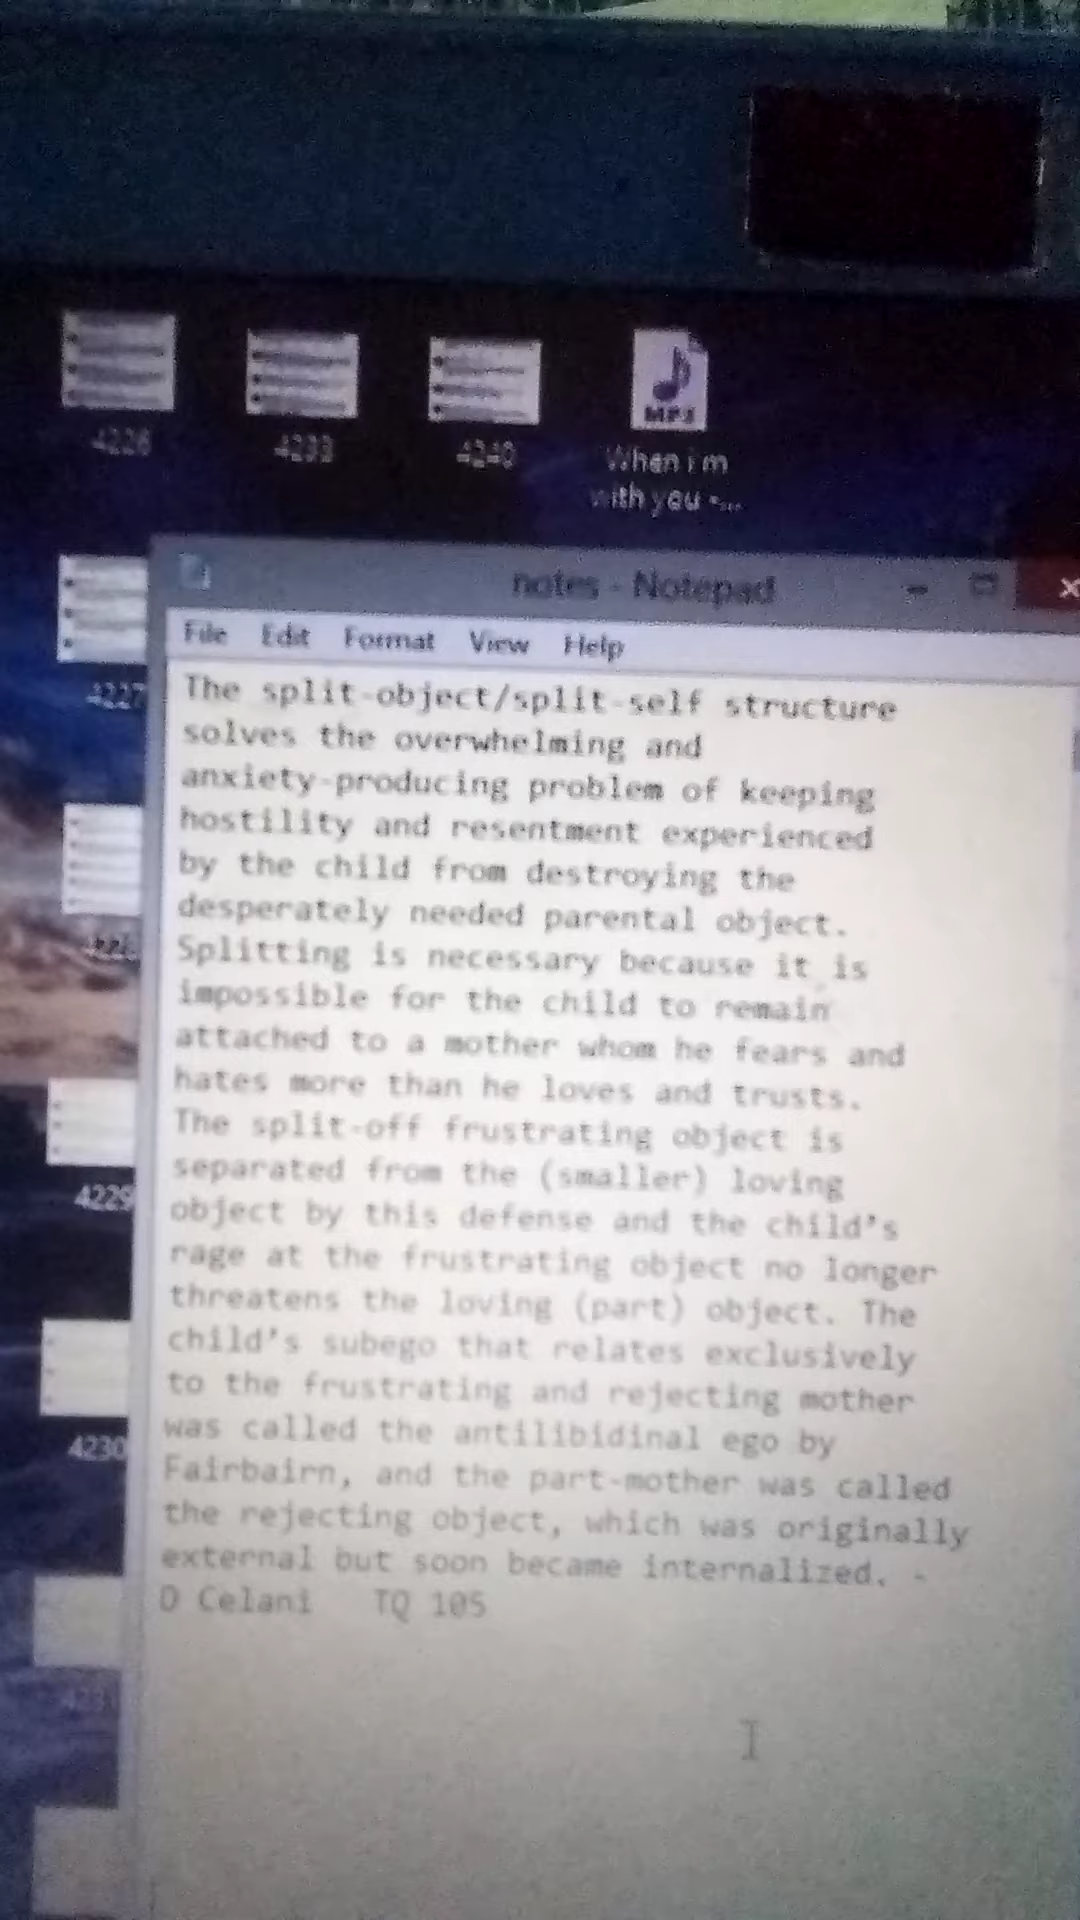 4226
4233
4240
MP3
When i m
with you -...
4227
notes - Notepad
File Edit Format View Help
The split-object/split-self structure
solves the overwhelming and
anxiety-producing problem of keeping
hostility and resentment experienced
by the child from destroying the
desperately needed parental object.
Splitting is necessary because it is
impossible for the child to remain
attached to a mother whom he fears and
hates more than he loves and trusts.
The split-off frustrating object is
separated from the (smaller) loving
object by this defense and the child's
rage at the frustrating object no longer
threatens the loving (part) object. The
child's subego that relates exclusively
to the frustrating and rejecting mother
was called the antilibidinal ego by
Fairbairn, and the part-mother was called
the rejecting object, which was originally
external but soon became internalized. -
D Celani TQ 105
4229
4230